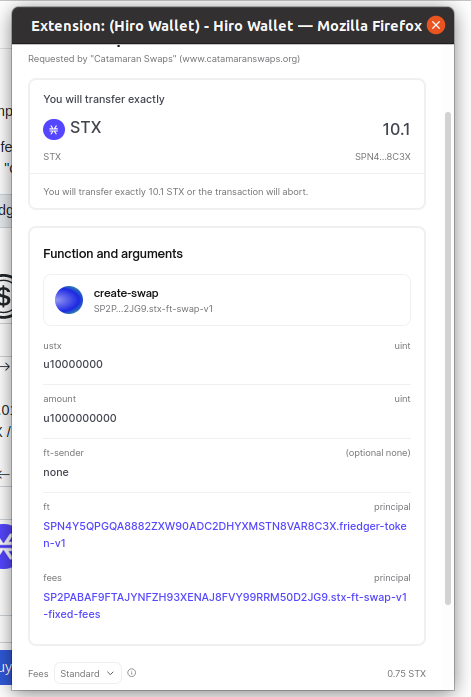 Extension: (Hiro Wallet) - Hiro Wallet — Mozilla Firefox
Requested by "Catamaran Swaps" (www.catamaranswaps.org)
You will transfer exactly
STX 10.1
STX SPN4...8C3X
You will transfer exactly 10.1 STX or the transaction will abort.
Function and arguments
create-swap
SP2P...2JG9.stx-ft-swap-v1
ustx uint
u10000000
amount uint
u1000000000
ft-sender (optional none)
none
ft principal
SPN4Y5QPGQA8882ZXW90ADC2DHYXMSTN8VAR8C3X.friedger-toke
n-v1
fees principal
SP2PABAF9FTAJYNFZH93XENAJ8FVY99RRM50D2JG9.stx-ft-swap-v1
-fixed-fees
Fees Standard 0.75 STX